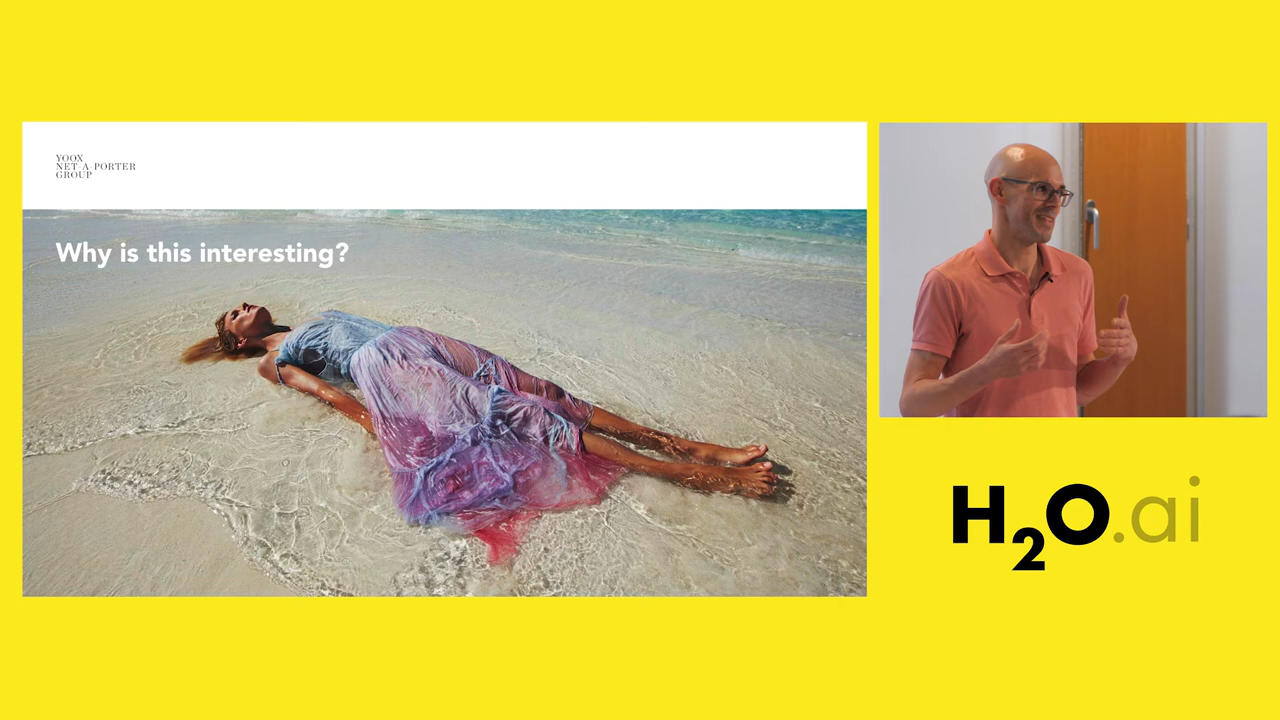 YOOX
NET-A-PORTER
GROUP
Why is this interesting?
H2O.ai